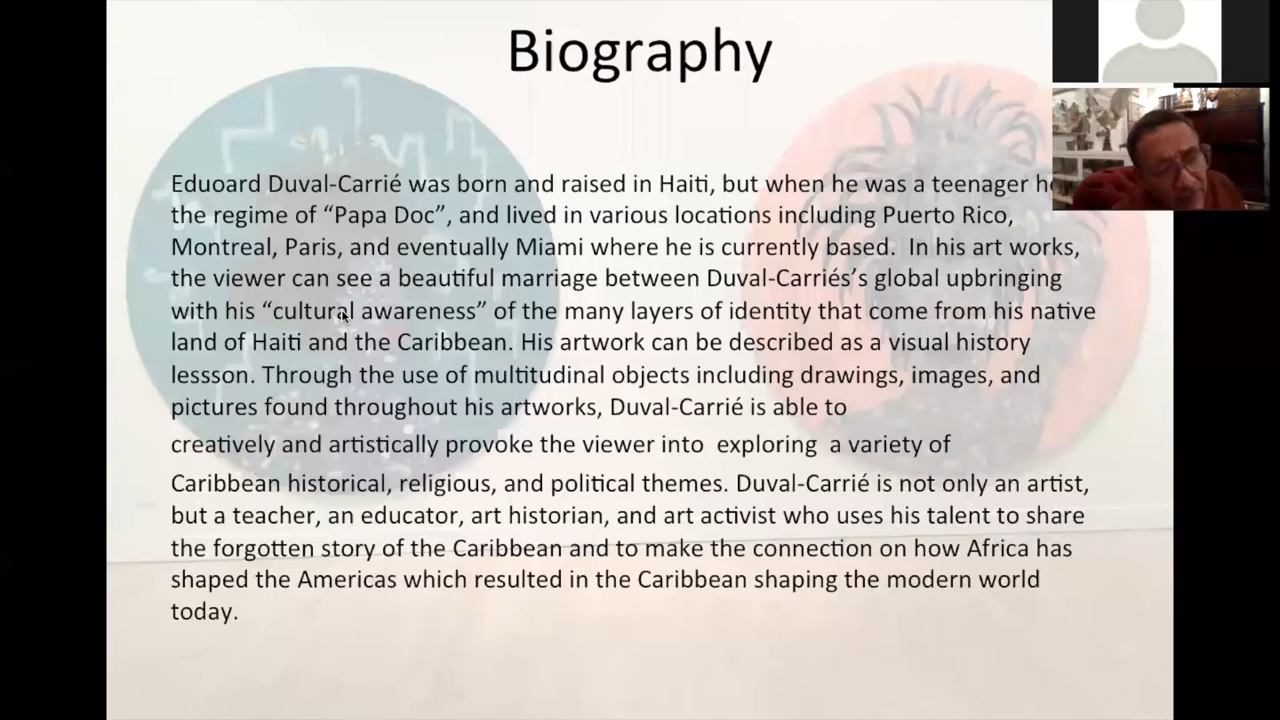 Biography
Eduoard Duval-Carrié was born and raised in Haiti, but when he was a teenager
the regime of “Papa Doc”, and lived in various locations including Puerto Rico,
Montreal, Paris, and eventually Miami where he is currently based.  In his art works,
the viewer can see a beautiful marriage between Duval-Carriés’s global upbringing
with his “cultural awareness” of the many layers of identity that come from his native
land of Haiti and the Caribbean. His artwork can be described as a visual history
lessson. Through the use of multitudinal objects including drawings, images, and
pictures found throughout his artworks, Duval-Carrié is able to
creatively and artistically provoke the viewer into  exploring  a variety of
Caribbean historical, religious, and political themes. Duval-Carrié is not only an artist,
but a teacher, an educator, art historian, and art activist who uses his talent to share
the forgotten story of the Caribbean and to make the connection on how Africa has
shaped the Americas which resulted in the Caribbean shaping the modern world
today.